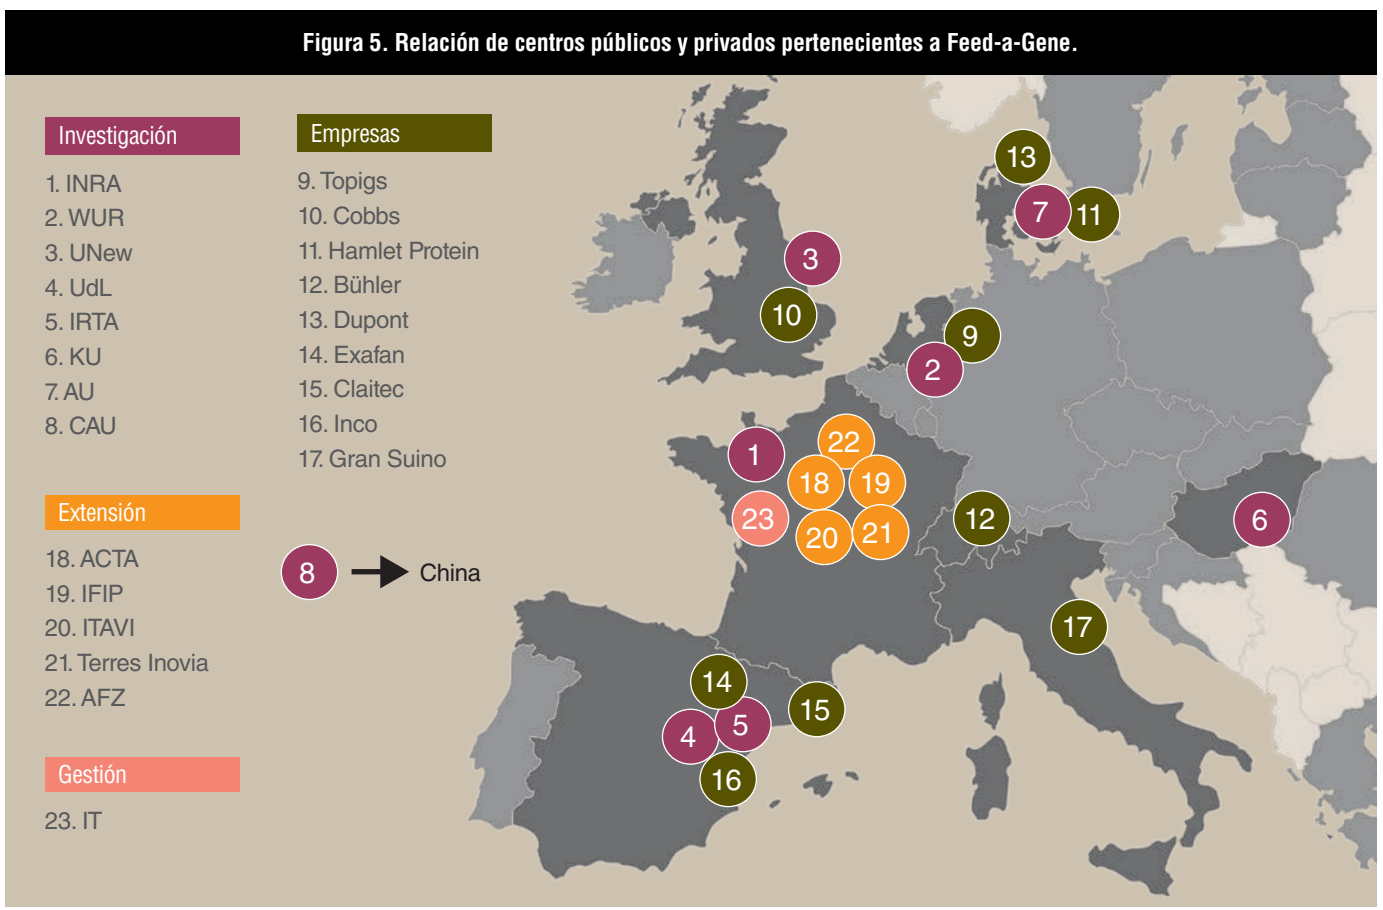 Figura 5. Relación de centros públicos y privados pertenecientes a Feed-a-Gene.
Investigación
1. INRA
2. WUR
3. UNew
4. UdL
5. IRTA
6. KU
7. AU
8. CAU
Empresas
9. Topigs
10. Cobbs
11. Hamlet Protein
12. Bühler
13. Dupont
14. Exafan
15. Claitec
16. Inco
17. Gran Suino
Extensión
18. ACTA
19. IFIP
20. ITAVI
21. Terres Inovia
22. AFZ
Gestión
23. IT
8 → China
13
7
11
3
10
9
2
22
1
18
19
23
20
21
12
6
17
14
15
5
4
16